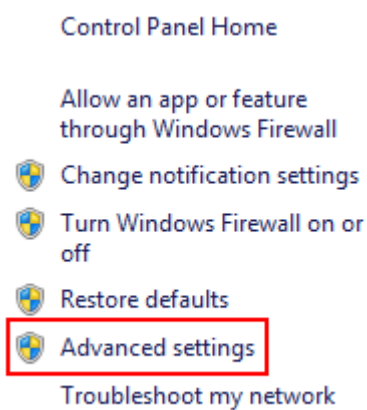 Control Panel Home
Allow an app or feature
through Windows Firewall
Change notification settings
Turn Windows Firewall on or
off
Restore defaults
Advanced settings
Troubleshoot my network